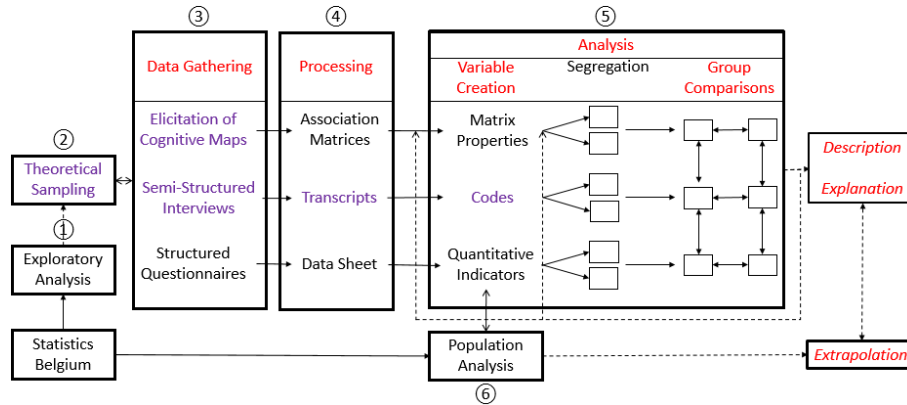 ③
④
⑤
Analysis
Data Gathering
Processing
Variable
Creation
Segregation
Group
Comparisons
②
Theoretical
Sampling
Elicitation of
Cognitive Maps
Association
Matrices
Matrix
Properties
Semi-Structured
Interviews
Transcripts
Codes
Description
Explanation
①
Exploratory
Analysis
Structured
Questionnaires
Data Sheet
Quantitative
Indicators
Statistics
Belgium
Population
Analysis
Extrapolation
⑥